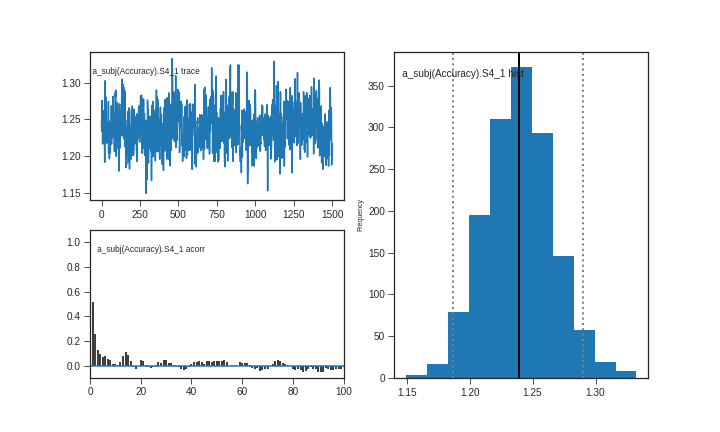 a_subj(Accuracy).S4_1 trace
1.30
1.25
1.20
1.15
0 250 500 750 1000 1250 1500
a_subj(Accuracy).S4_1 acorr
1.0
0.8
0.6
0.4
0.2
0.0
0 20 40 60 80 100
a_subj(Accuracy).S4_1 hist
Frequency
350
300
250
200
150
100
50
0
1.15 1.20 1.25 1.30